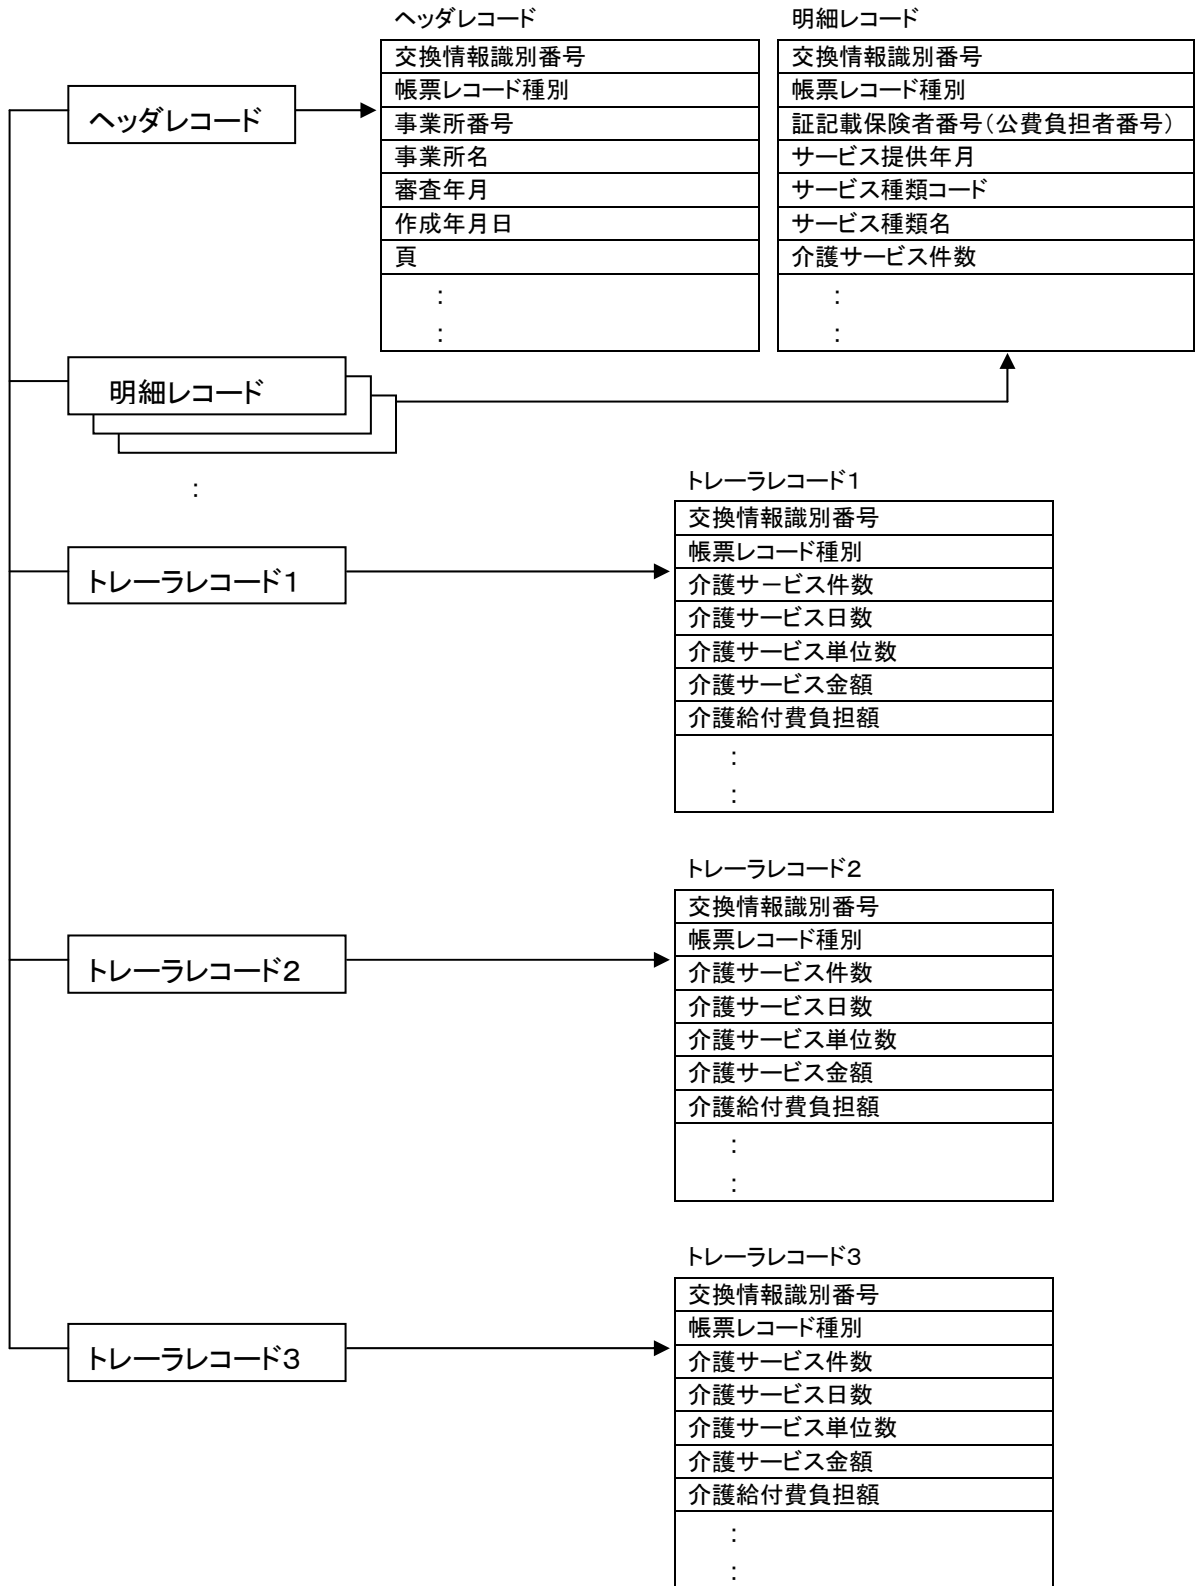 ヘッダレコード
交換情報識別番号
帳票レコード種別
事業所番号
事業所名
審査年月
作成年月日
頁
:
:
明細レコード
交換情報識別番号
帳票レコード種別
証記載保険者番号(公費負担者番号)
サービス提供年月
サービス種類コード
サービス種類名
介護サービス件数
:
:
ヘッダレコード
明細レコード
:
トレーラレコード1
トレーラレコード1
交換情報識別番号
帳票レコード種別
介護サービス件数
介護サービス日数
介護サービス単位数
介護サービス金額
介護給付費負担額
:
:
トレーラレコード2
トレーラレコード2
交換情報識別番号
帳票レコード種別
介護サービス件数
介護サービス日数
介護サービス単位数
介護サービス金額
介護給付費負担額
:
:
トレーラレコード3
トレーラレコード3
交換情報識別番号
帳票レコード種別
介護サービス件数
介護サービス日数
介護サービス単位数
介護サービス金額
介護給付費負担額
:
: